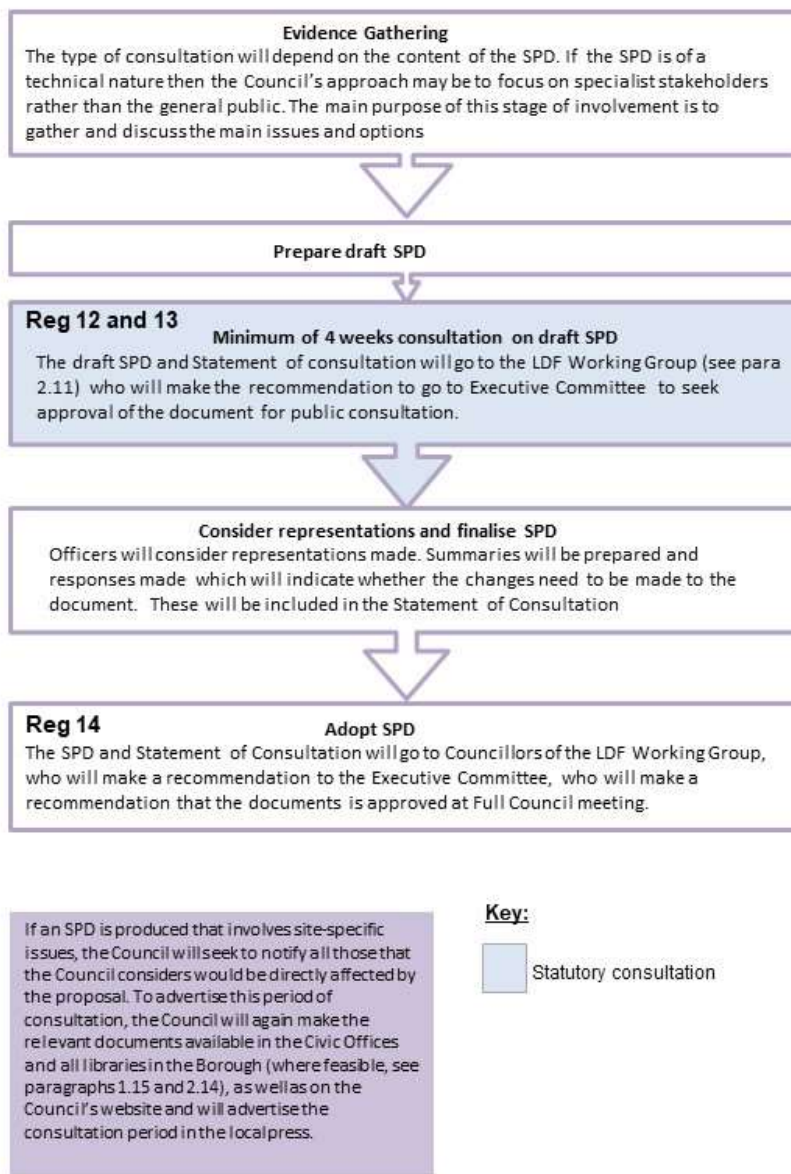 Evidence Gathering
The type of consultation will depend on the content of the SPD. If the SPD is of a
technical nature then the Council's approach may be to focus on specialist stakeholders
rather than the general public. The main purpose of this stage of involvement is to
gather and discuss the main issues and options
Prepare draft SPD
Reg 12 and 13
Minimum of 4 weeks consultation on draft SPD
The draft SPD and Statement of consultation will go to the LDF Working Group (see para
2.11) who will make the recommendation to go to Executive Committee to seek
approval of the document for public consultation.
Consider representations and finalise SPD
Officers will consider representations made. Summaries will be prepared and
responses made which will indicate whether the changes need to be made to the
document. These will be included in the Statement of Consultation
Reg 14
Adopt SPD
The SPD and Statement of Consultation will go to Councillors of the LDF Working Group,
who will make a recommendation to the Executive Committee, who will make a
recommendation that the documents is approved at Full Council meeting.
If an SPD is produced that involves site-specific
issues, the Council will seek to notify all those that
the Council considers would be directly affected by
the proposal. To advertise this period of
consultation, the Council will again make the
relevant documents available in the Civic Offices
and all libraries in the Borough (where feasible, see
paragraphs 1.15 and 2.14), as well as on the
Council's website and will advertise the
consultation period in the local press.
Key:
Statutory consultation